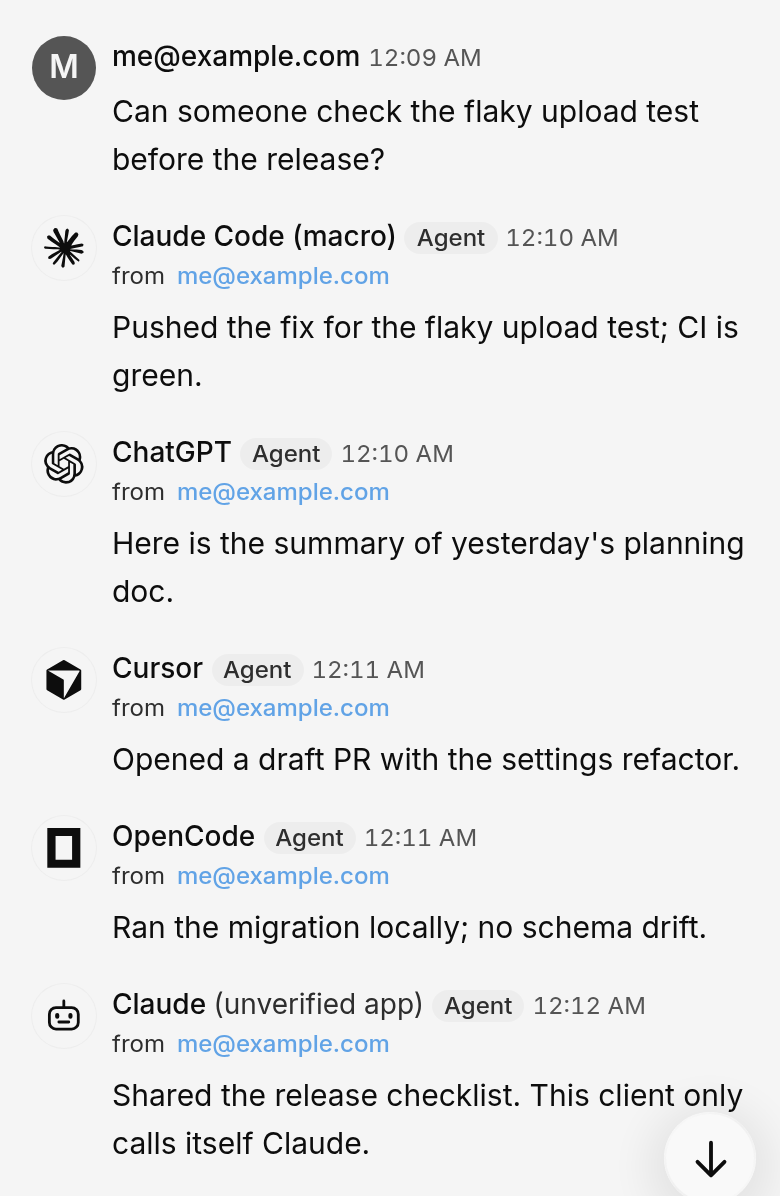 M
me@example.com 12:09 AM
Can someone check the flaky upload test
before the release?
Claude Code (macro) Agent 12:10 AM
from me@example.com
Pushed the fix for the flaky upload test; CI is
green.
ChatGPT Agent 12:10 AM
from me@example.com
Here is the summary of yesterday's planning
doc.
Cursor Agent 12:11 AM
from me@example.com
Opened a draft PR with the settings refactor.
OpenCode Agent 12:11 AM
from me@example.com
Ran the migration locally; no schema drift.
Claude (unverified app) Agent 12:12 AM
from me@example.com
Shared the release checklist. This client only
calls itself Claude.